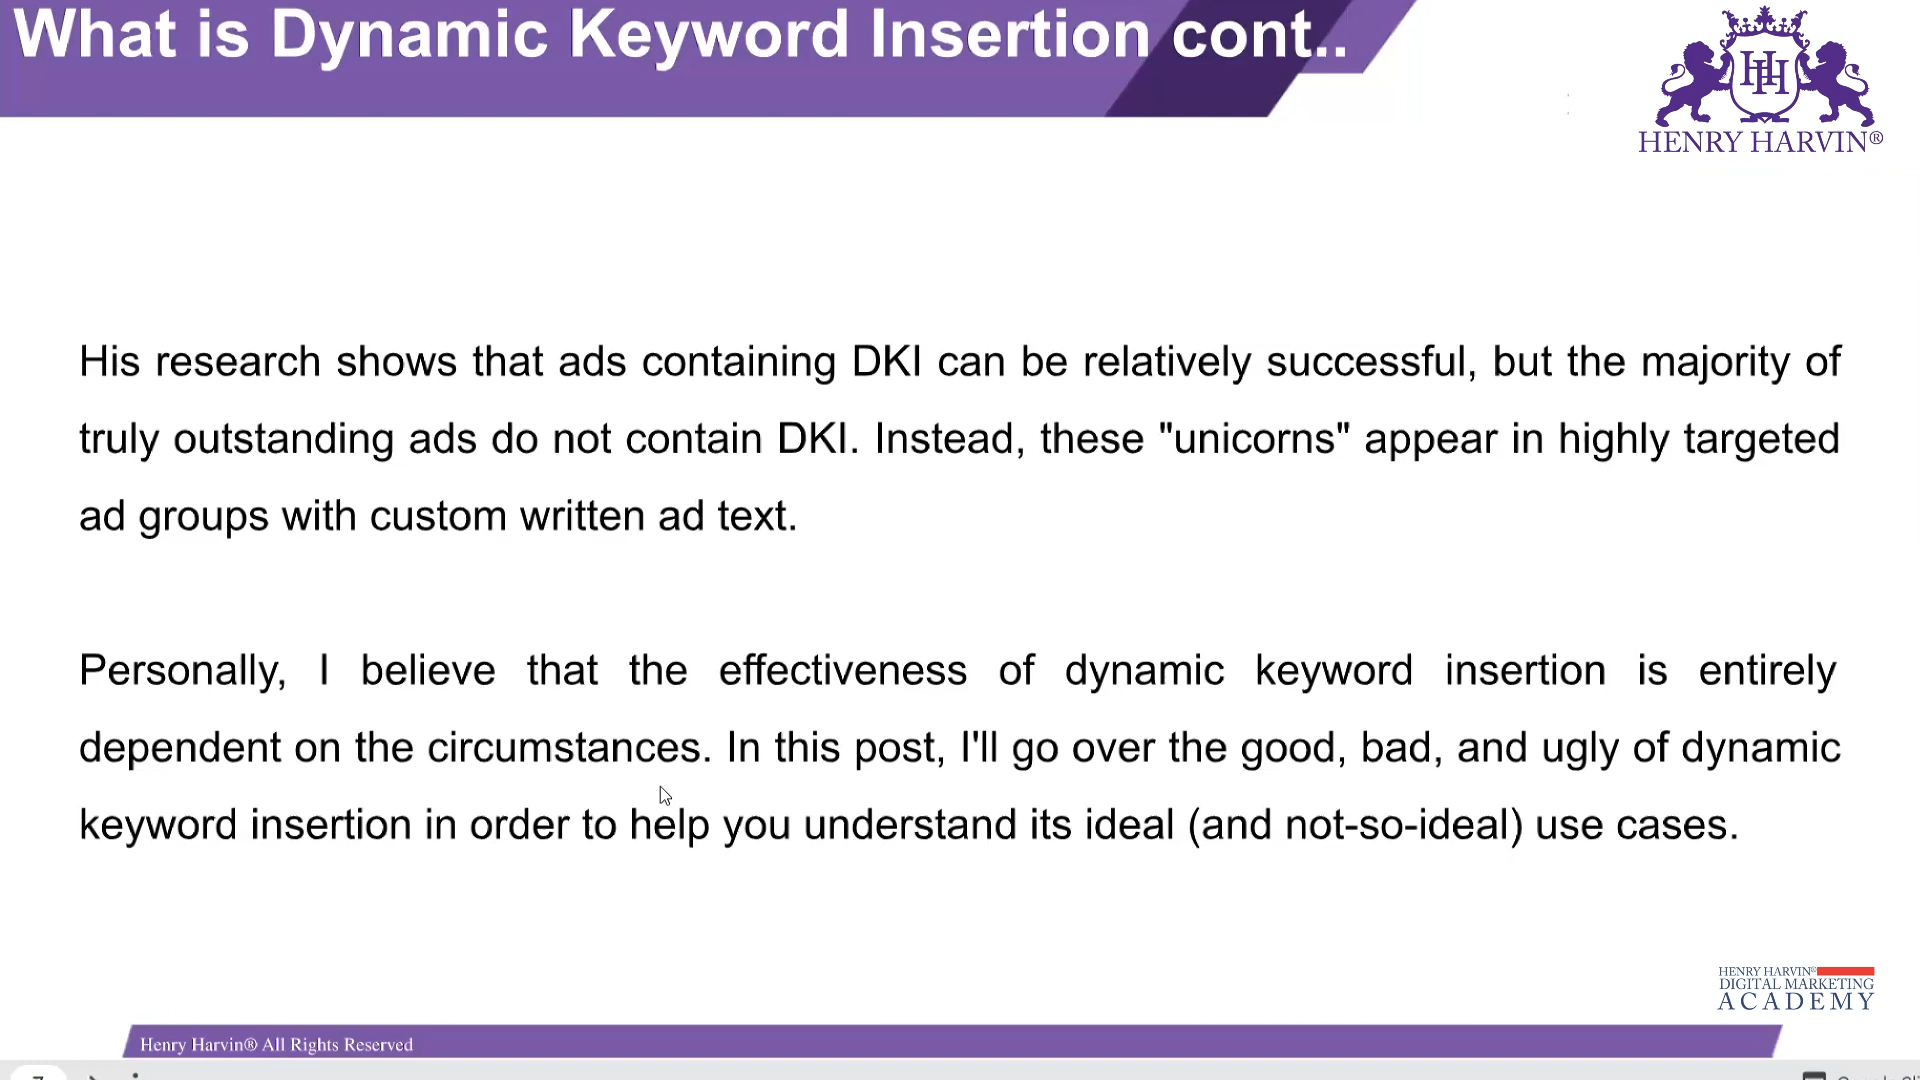 What is Dynamic Keyword Insertion cont..
HENRY HARVIN®
His research shows that ads containing DKI can be relatively successful, but the majority of
truly outstanding ads do not contain DKI. Instead, these "unicorns" appear in highly targeted
ad groups with custom written ad text.
Personally, I believe that the effectiveness of dynamic keyword insertion is entirely
dependent on the circumstances. In this post, I'll go over the good, bad, and ugly of dynamic
keyword insertion in order to help you understand its ideal (and not-so-ideal) use cases.
HENRY HARVIN®
DIGITAL MARKETING
ACADEMY
Henry Harvin® All Rights Reserved